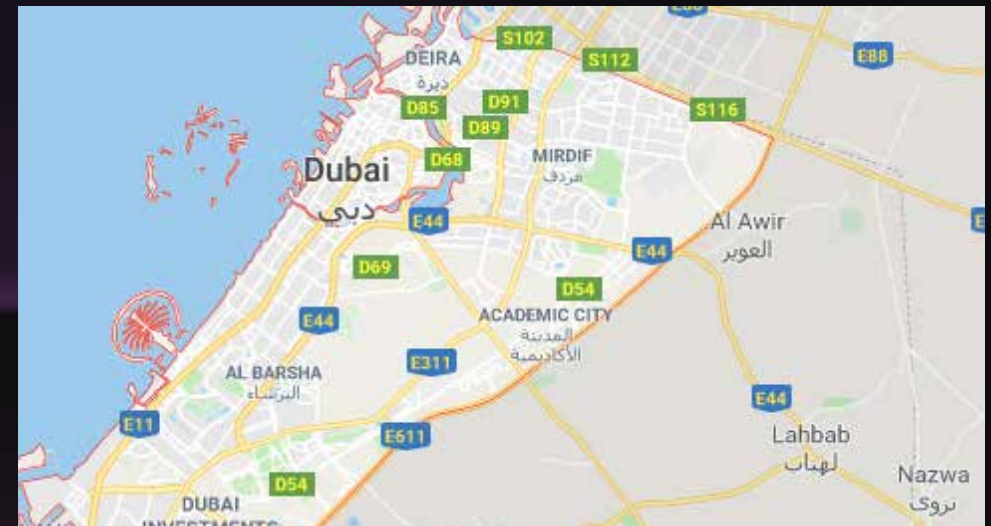 S102
DEIRA
ديرة
S112
E88
D85
D91
D89
S116
Dubai
دبي
D68
MIRDIF
مردف
E44
Al Awir
العوير
E44
D69
D54
E44
ACADEMIC CITY
المدينة
الأكاديمية
E311
AL BARSHA
البرشاء
E11
E44
E611
Lahbab
لهباب
D54
Nazwa
نزوى
DUBAI
INVESTMENTS